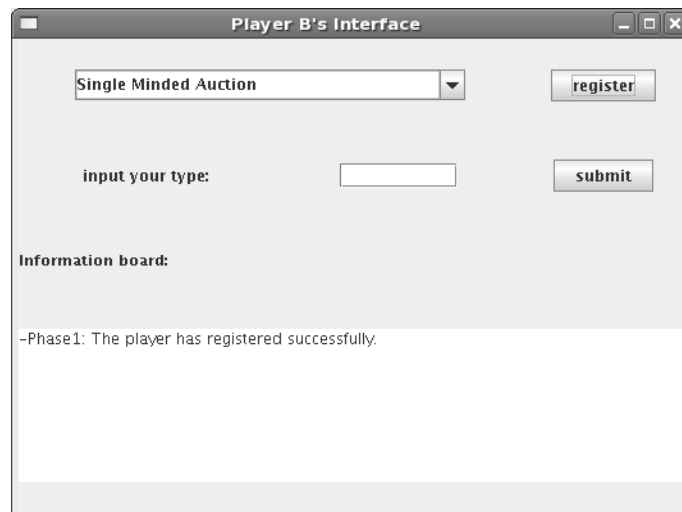 Player B's Interface
Single Minded Auction register
input your type: submit
Information board:
-Phase1: The player has registered successfully.